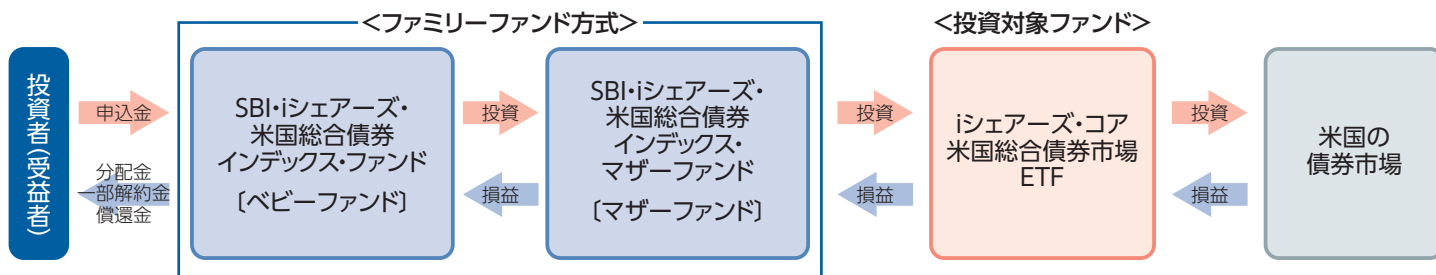 <ファミリーファンド方式>
<投資対象ファンド>
投資者(受益者)
申込金
分配金
一部解約金
償還金
SBI・iシェアーズ・
米国総合債券
インデックス・ファンド
〔ベビーファンド〕
投資
損益
SBI・iシェアーズ・
米国総合債券
インデックス・
マザーファンド
〔マザーファンド〕
投資
損益
iシェアーズ・コア
米国総合債券市場
ETF
投資
損益
米国の
債券市場